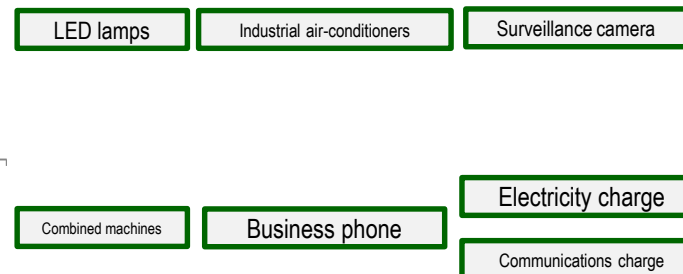 LED lamps
Industrial air-conditioners
Surveillance camera
Combined machines
Business phone
Electricity charge
Communications charge